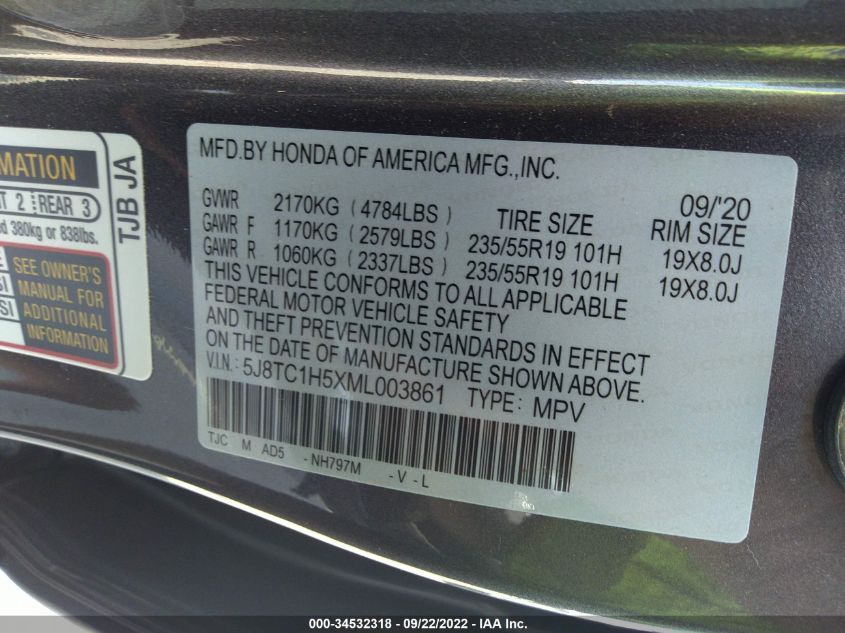 MATION
T 2 REAR 3
d 380kg or 838lbs.
SEE OWNER'S
MANUAL FOR
ADDITIONAL
INFORMATION
SI
SI
TJB JA
MFD.BY HONDA OF AMERICA MFG.,INC.
09/'20
GVWR 2170KG (4784LBS) TIRE SIZE RIM SIZE
GAWR F 1170KG (2579LBS) 235/55R19 101H 19X8.0J
GAWR R 1060KG (2337LBS) 235/55R19 101H 19X8.0J
THIS VEHICLE CONFORMS TO ALL APPLICABLE
FEDERAL MOTOR VEHICLE SAFETY
AND THEFT PREVENTION STANDARDS IN EFFECT
ON THE DATE OF MANUFACTURE SHOWN ABOVE.
V.I.N.: 5J8TC1H5XML003861 TYPE: MPV
TJC M AD5 -NH797M -V-L
000-34532318 - 09/22/2022 - IAA Inc.